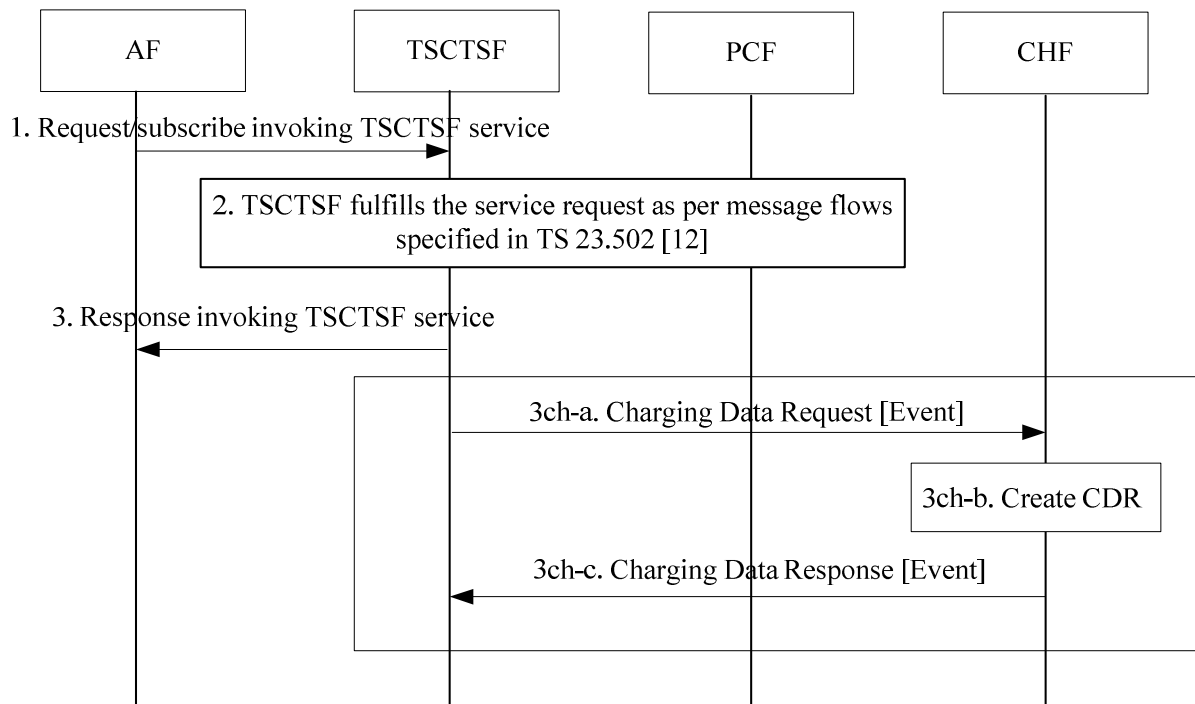 AF
TSCTSF
PCF
CHF
1. Request/subscribe invoking TSCTSF service
2. TSCTSF fulfills the service request as per message flows
specified in TS 23.502 [12]
3. Response invoking TSCTSF service
3ch-a. Charging Data Request [Event]
3ch-b. Create CDR
3ch-c. Charging Data Response [Event]